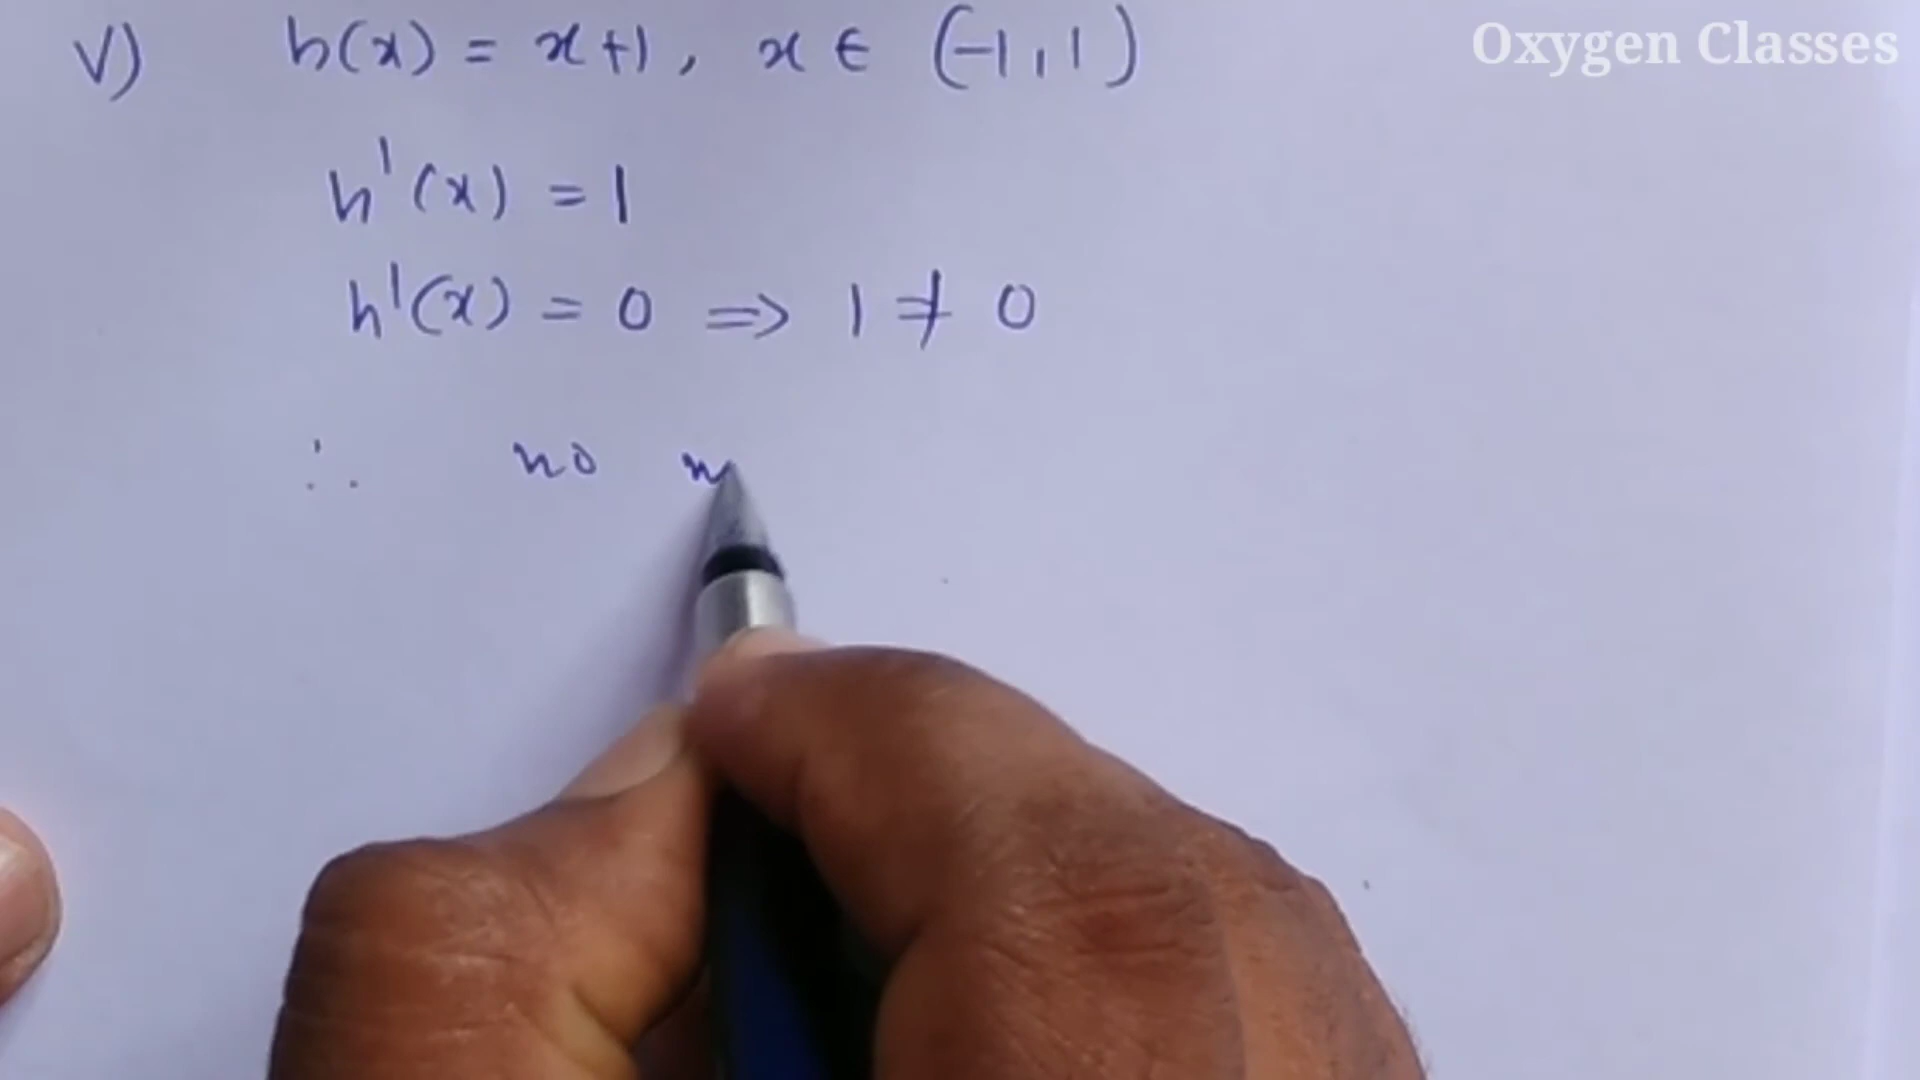 Oxygen Classes
V) h(x) = x+1, x ∈ (-1, 1)
h'(x) = 1
h'(x) = 0 => 1 ≠ 0
∴ no